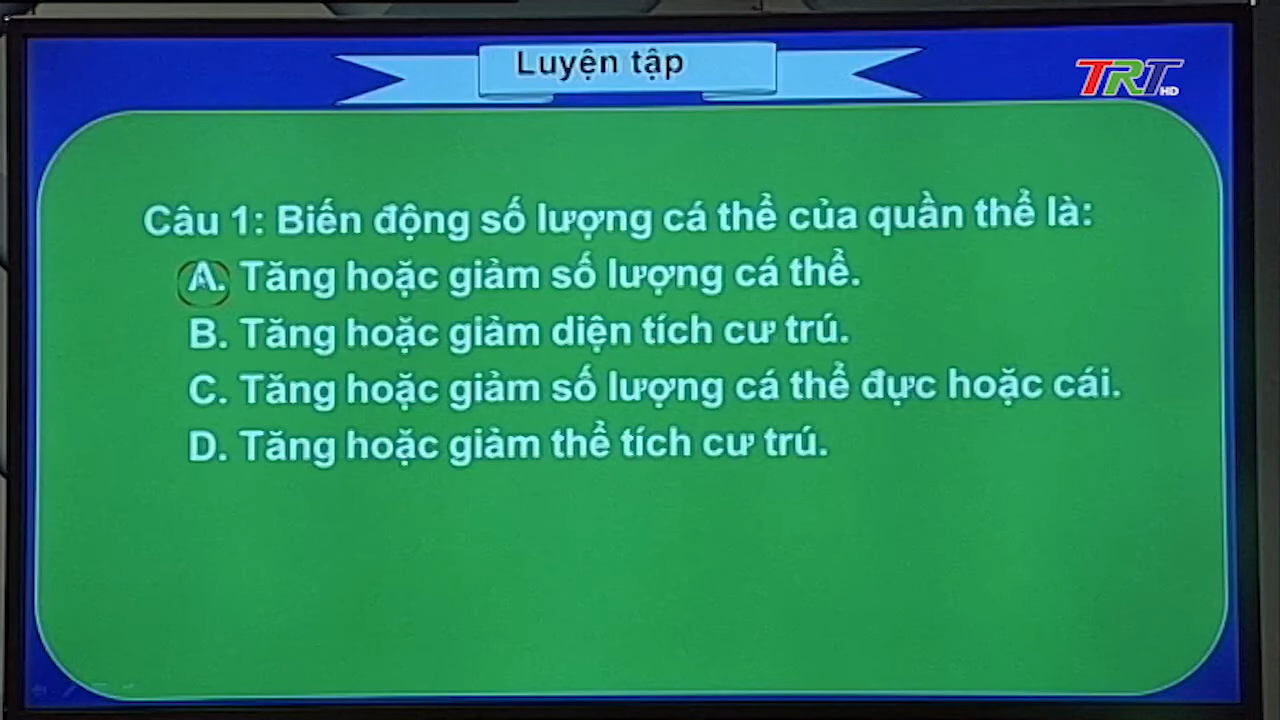 Luyện tập
TRT HD
Câu 1: Biến động số lượng cá thể của quần thể là:
A. Tăng hoặc giảm số lượng cá thể.
B. Tăng hoặc giảm diện tích cư trú.
C. Tăng hoặc giảm số lượng cá thể đực hoặc cái.
D. Tăng hoặc giảm thể tích cư trú.